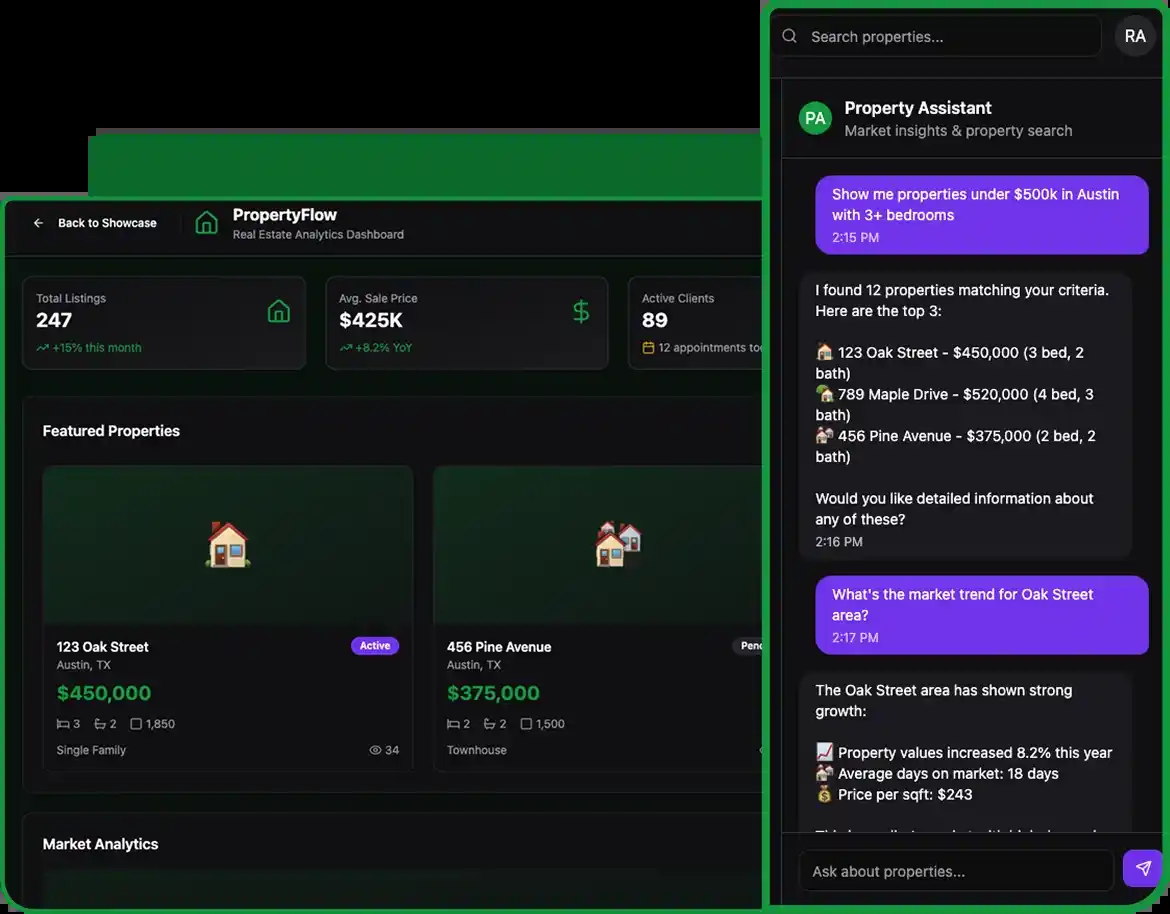 Back to Showcase
PropertyFlow
Real Estate Analytics Dashboard
Total Listings
247
+15% this month
Avg. Sale Price
$425K
+8.2% YoY
Active Clients
89
12 appointments
Featured Properties
123 Oak Street
Active
Austin, TX
$450,000
3 2 1,850
Single Family
34
456 Pine Avenue
Austin, TX
$375,000
2 2 1,500
Townhouse
Market Analytics
Search properties...
RA
PA
Property Assistant
Market insights & property search
Show me properties under $500k in Austin
with 3+ bedrooms
2:15 PM
I found 12 properties matching your criteria.
Here are the top 3:
123 Oak Street - $450,000 (3 bed, 2
bath)
789 Maple Drive - $520,000 (4 bed, 3
bath)
456 Pine Avenue - $375,000 (2 bed, 2
bath)
Would you like detailed information about
any of these?
2:16 PM
What's the market trend for Oak Street
area?
2:17 PM
The Oak Street area has shown strong
growth:
Property values increased 8.2% this year
Average days on market: 18 days
Price per sqft: $243
Ask about properties...